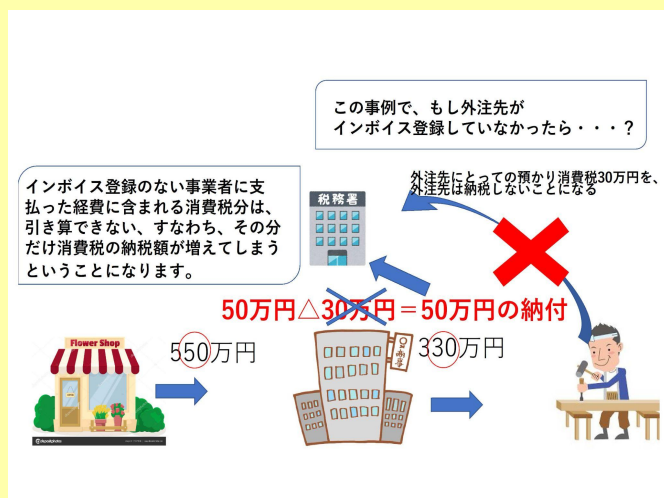 この事例で、もし外注先が
インボイス登録していなかったら・・・？
外注先にとっての預かり消費税30万円を、
外注先は納税しないことになる
インボイス登録のない事業者に支
払った経費に含まれる消費税分は、
引き算できない、すなわち、その分
だけ消費税の納税額が増えてしまう
ということになります。
税務署
50万円△30万円＝50万円の納付
Flower Shop
550万円
330万円
depositphotos